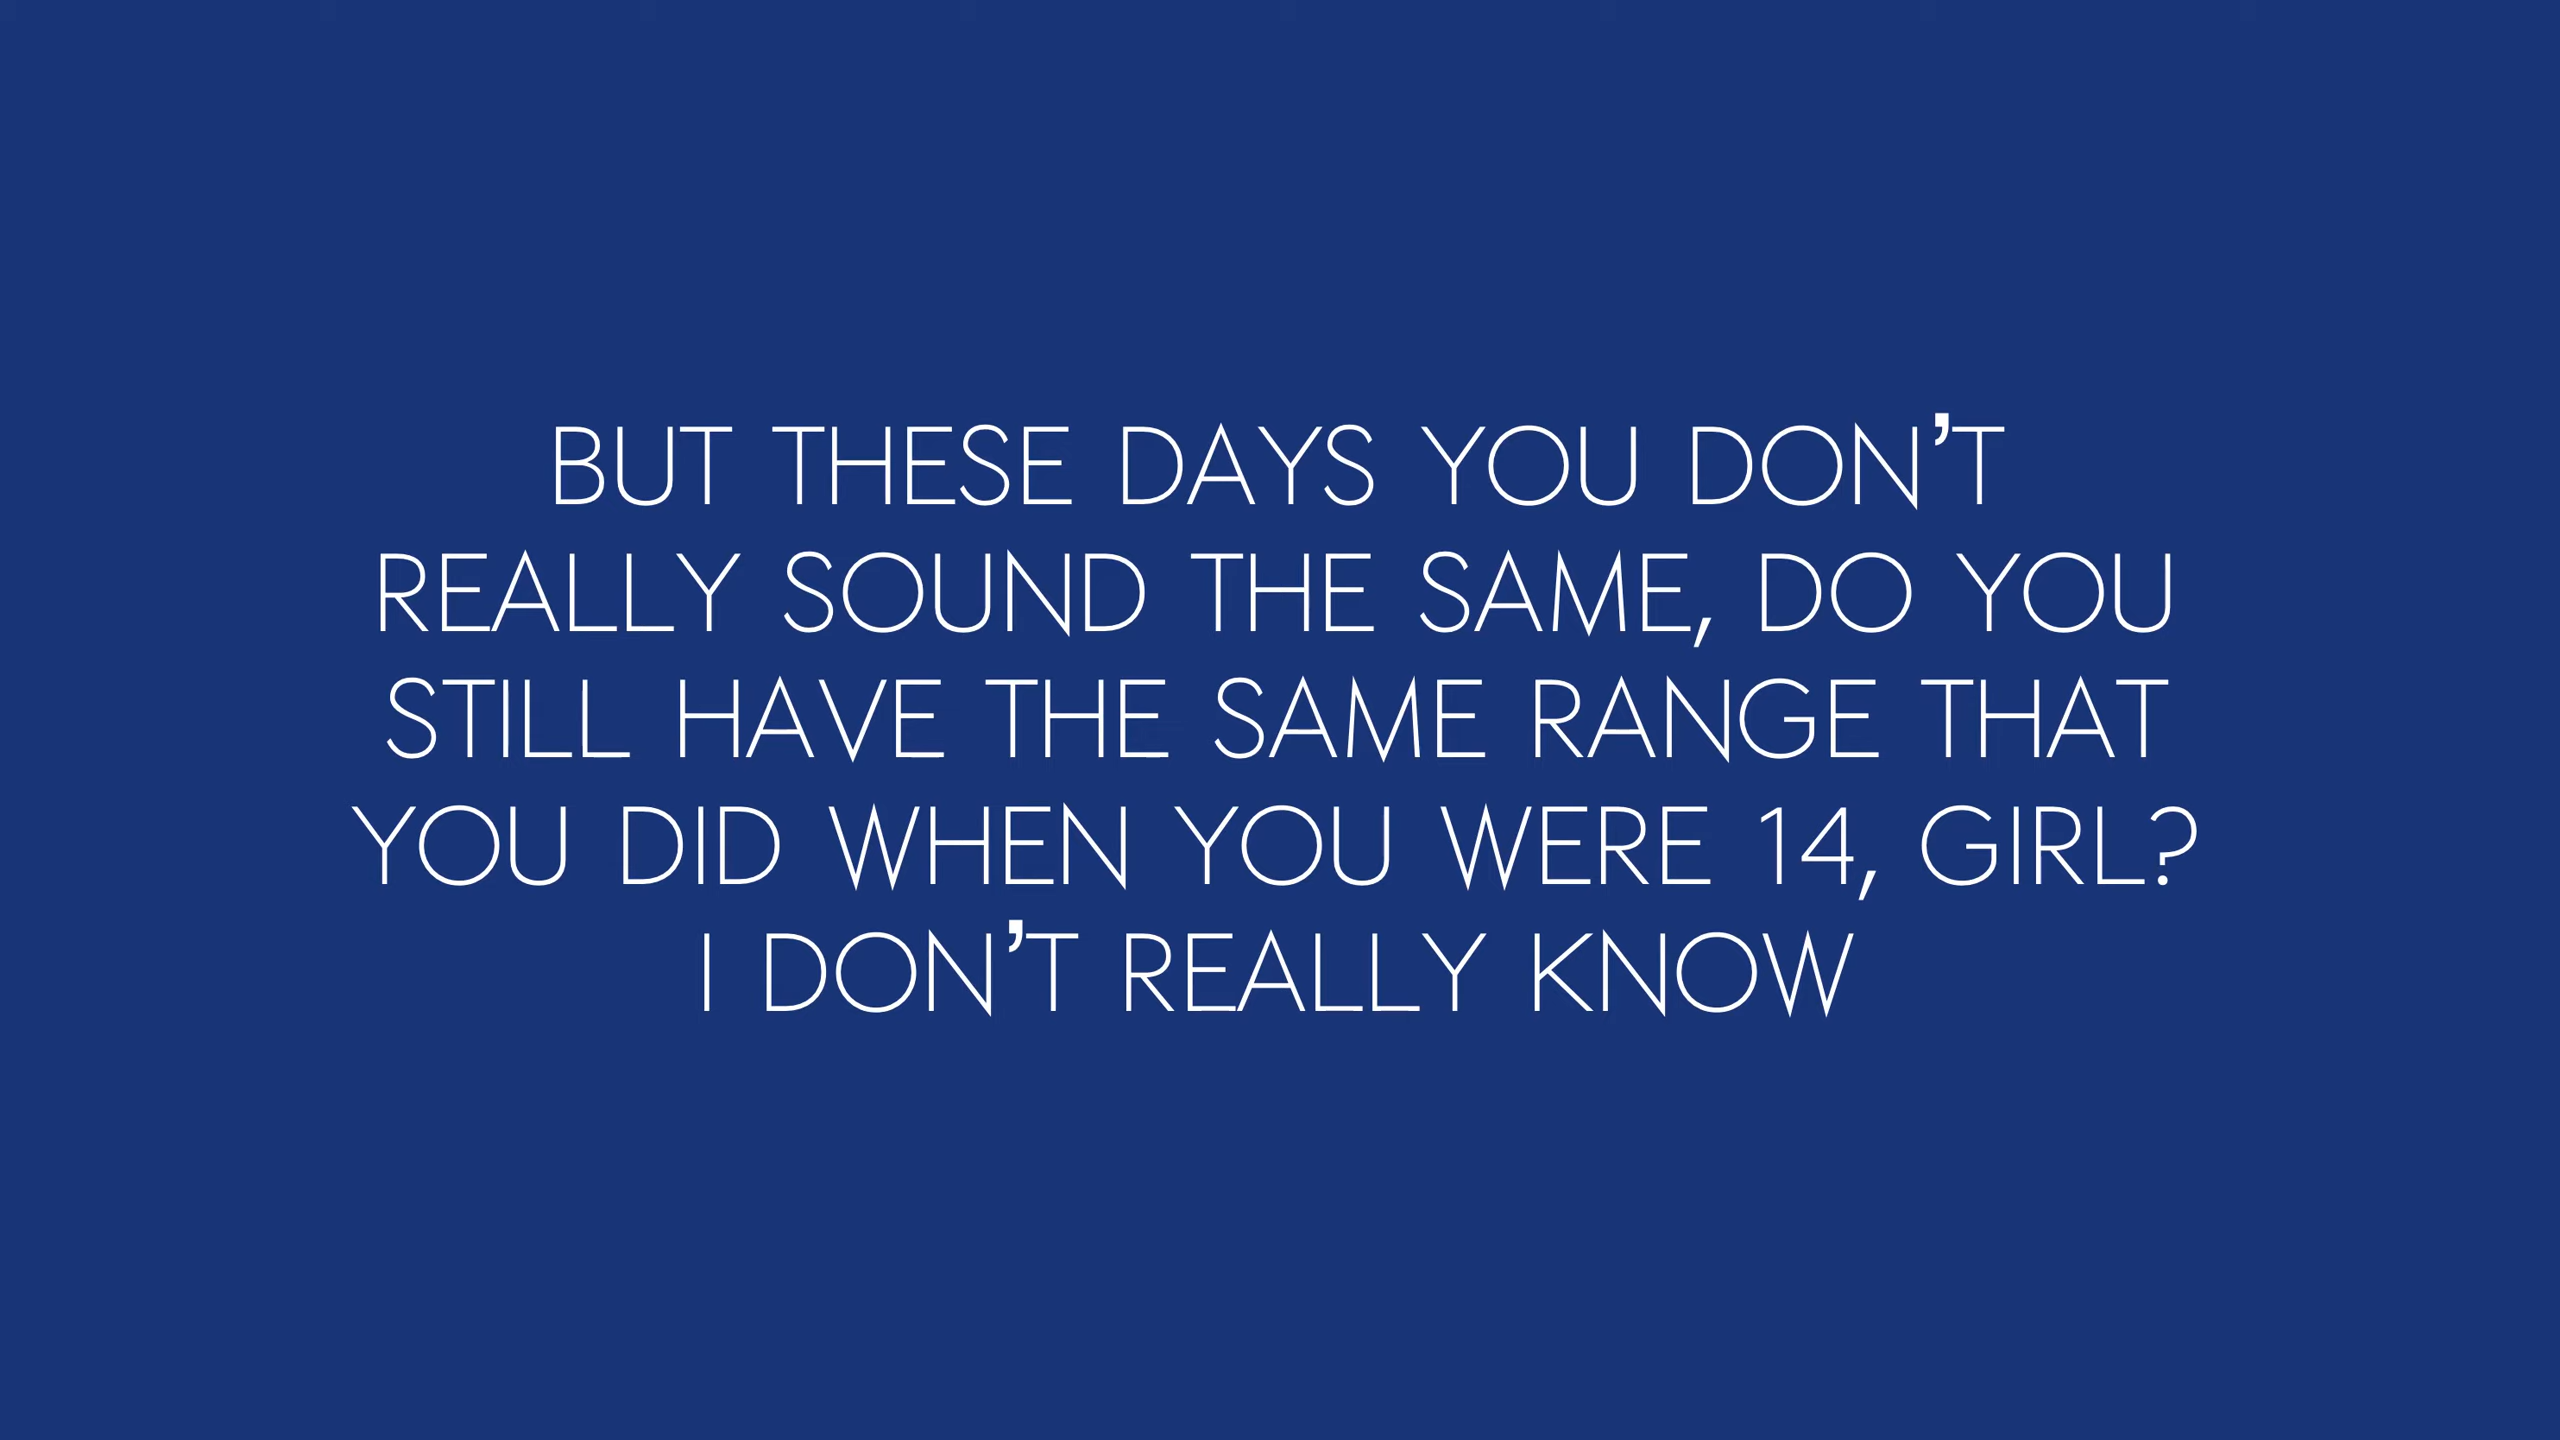 BUT THESE DAYS YOU DON'T
REALLY SOUND THE SAME, DO YOU
STILL HAVE THE SAME RANGE THAT
YOU DID WHEN YOU WERE 14, GIRL?
I DON'T REALLY KNOW